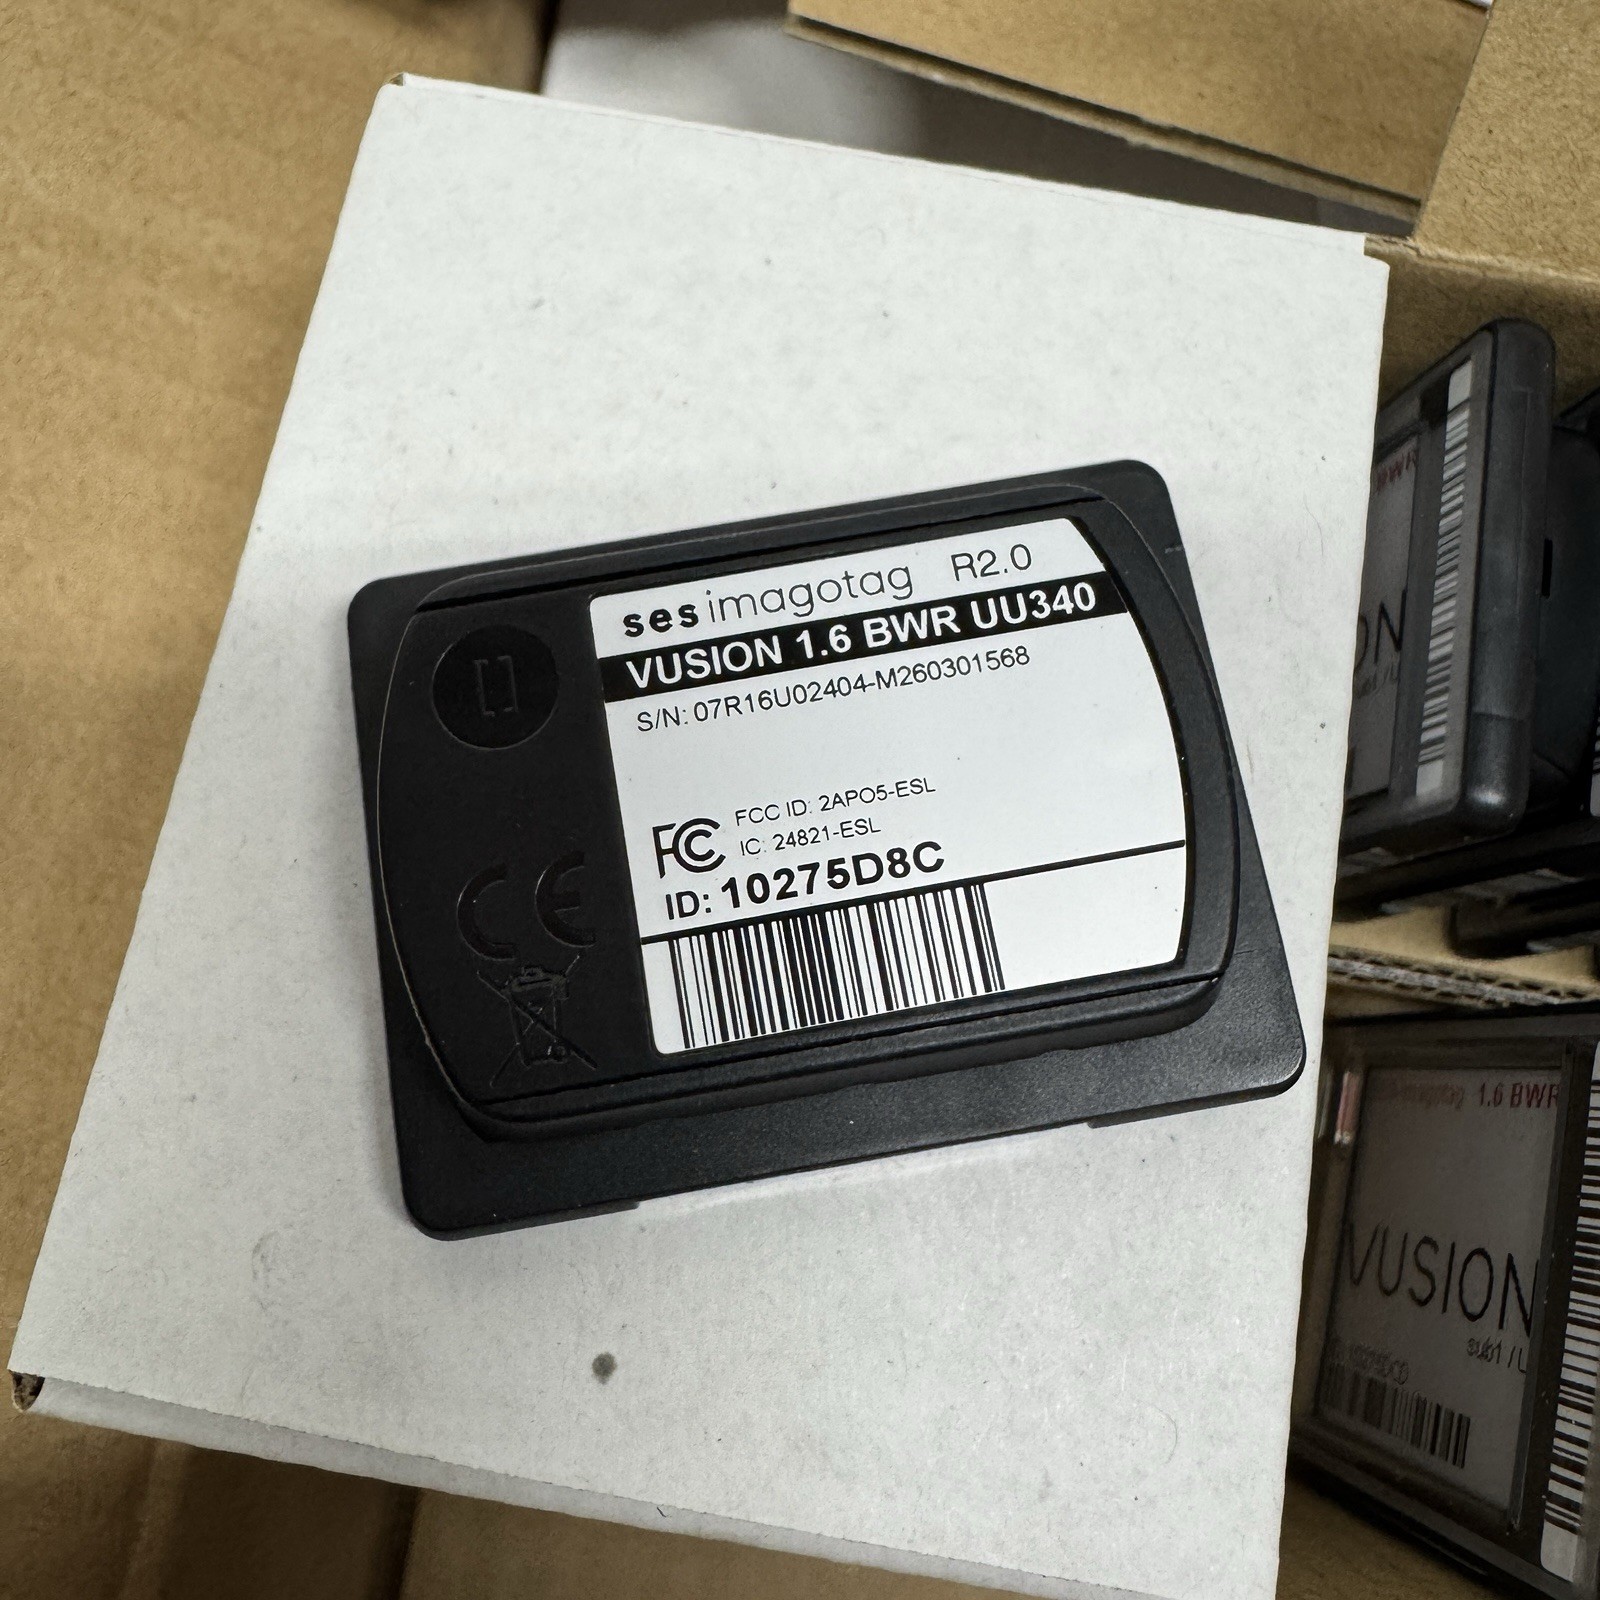 ses imagotag R2.0
VUSION 1.6 BWR UU340
S/N: 07R16U02404-M260301568
FCC ID: 2APO5-ESL
IC: 24821-ESL
ID: 10275D8C
1.6 BWR
VUSION
sub1 / L